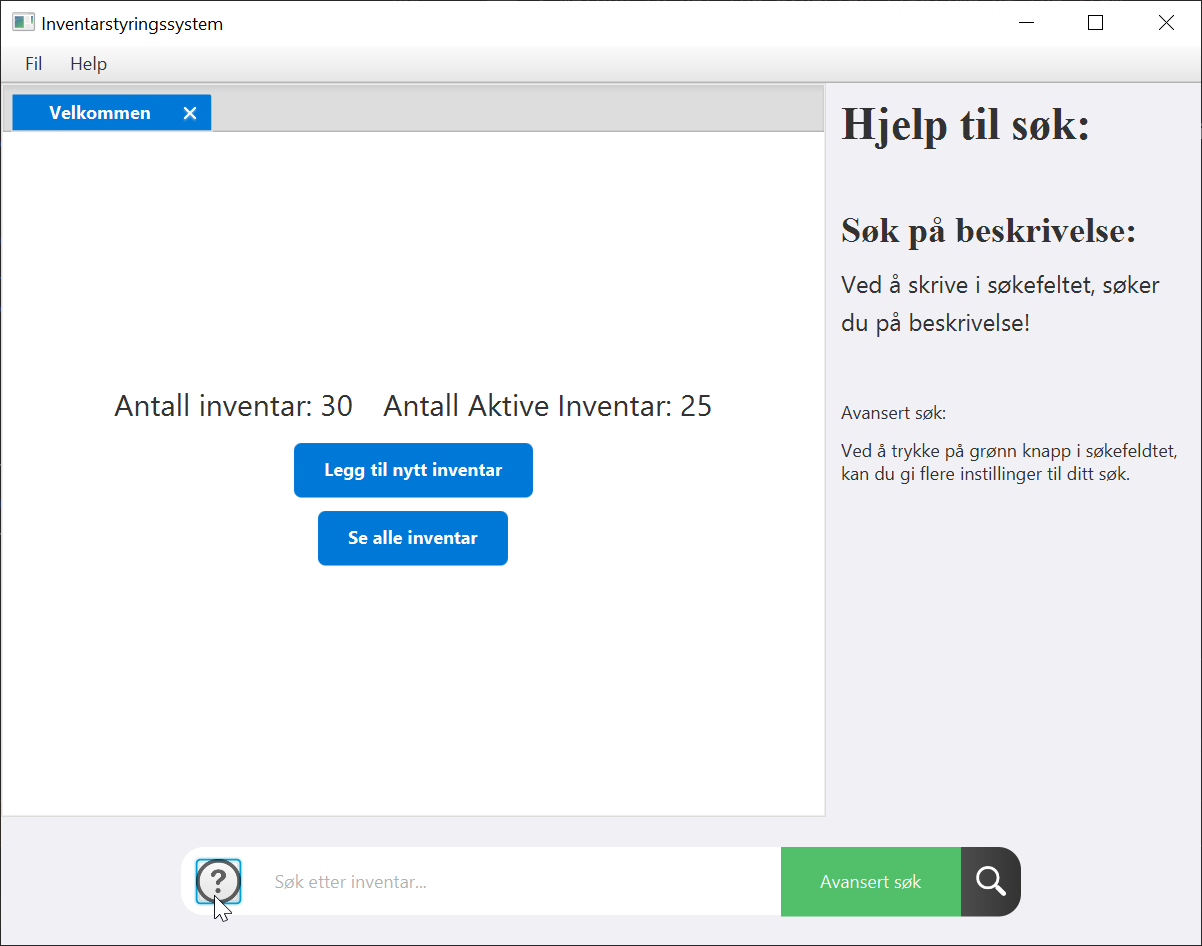 Inventarstyringssystem
Fil Help
Velkommen
Antall inventar: 30 Antall Aktive Inventar: 25
Legg til nytt inventar
Se alle inventar
Hjelp til søk:
Søk på beskrivelse:
Ved å skrive i søkefeltet, søker
du på beskrivelse!
Avansert søk:
Ved å trykke på grønn knapp i søkefeldtet,
kan du gi flere instillinger til ditt søk.
?
Søk etter inventar...
Avansert søk